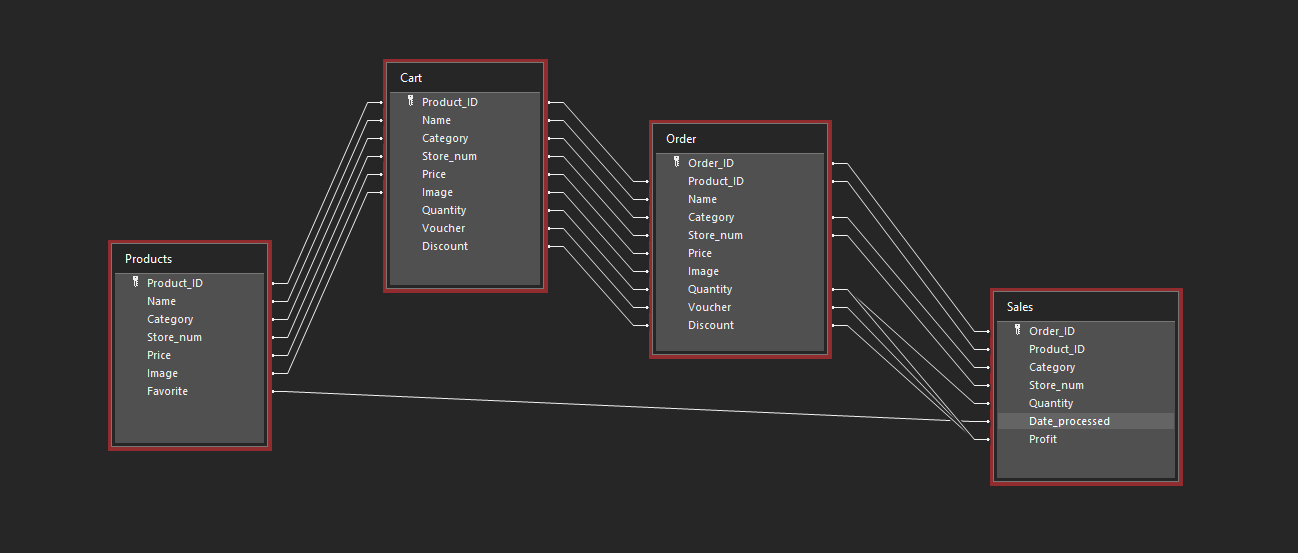 Cart
Product_ID
Name
Category
Store_num
Price
Image
Quantity
Voucher
Discount
Order
Order_ID
Product_ID
Name
Category
Store_num
Price
Image
Quantity
Voucher
Discount
Products
Product_ID
Name
Category
Store_num
Price
Image
Favorite
Sales
Order_ID
Product_ID
Category
Store_num
Quantity
Date_processed
Profit